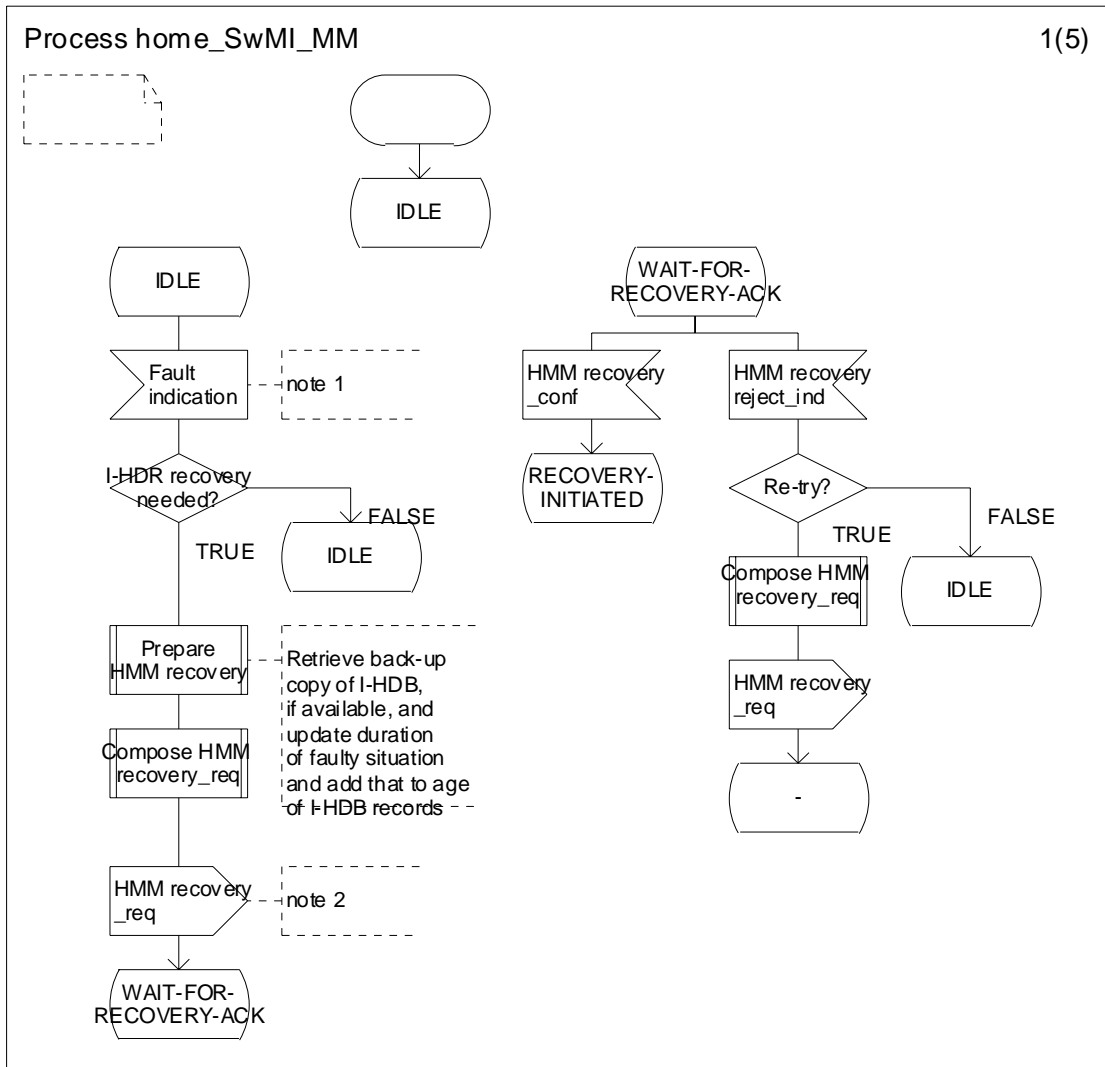 Process home_SwMI_MM
1(5)
IDLE
IDLE
Fault
indication
note 1
I-HDR recovery
needed?
FALSE
TRUE
IDLE
Prepare
HMM recovery
Retrieve back-up
copy of I-HDB,
if available, and
update duration
of faulty situation
and add that to age
of I-HDB records
Compose HMM
recovery_req
HMM recovery
_req
note 2
WAIT-FOR-
RECOVERY-ACK
WAIT-FOR-
RECOVERY-ACK
HMM recovery
_conf
HMM recovery
reject_ind
RECOVERY-
INITIATED
Re-try?
FALSE
TRUE
Compose HMM
recovery_req
IDLE
HMM recovery
_req
-